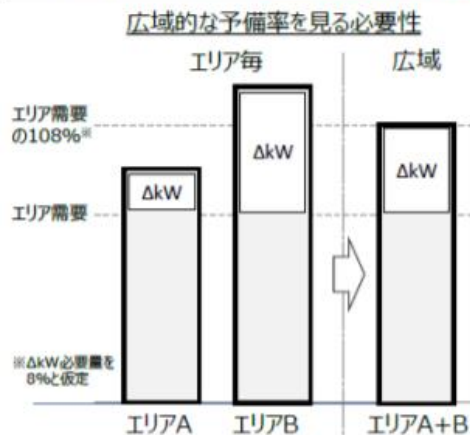 広域的な予備率を見る必要性
エリア毎
広域
エリア需要
の108%※
ΔkW
ΔkW
ΔkW
エリア需要
※ΔkW必要量を
8%と仮定
エリアA
エリアB
エリアA+B